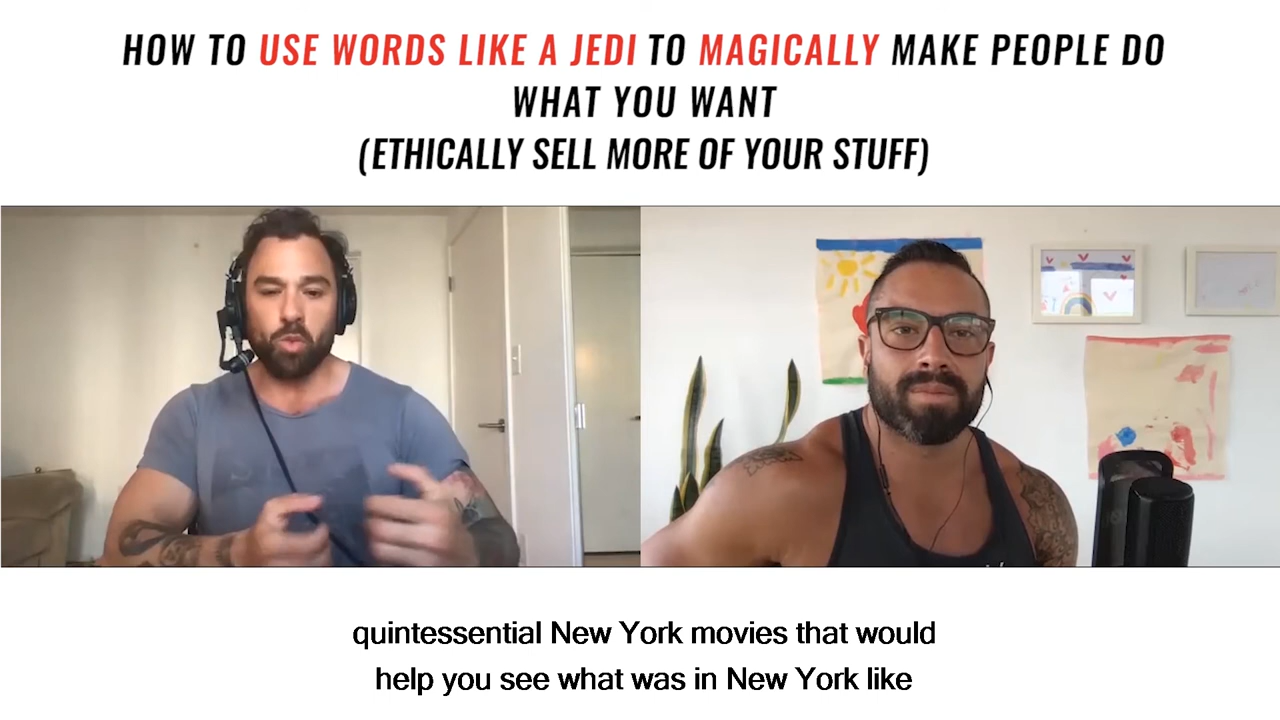 HOW TO USE WORDS LIKE A JEDI TO MAGICALLY MAKE PEOPLE DO
WHAT YOU WANT
(ETHICALLY SELL MORE OF YOUR STUFF)
quintessential New York movies that would
help you see what was in New York like